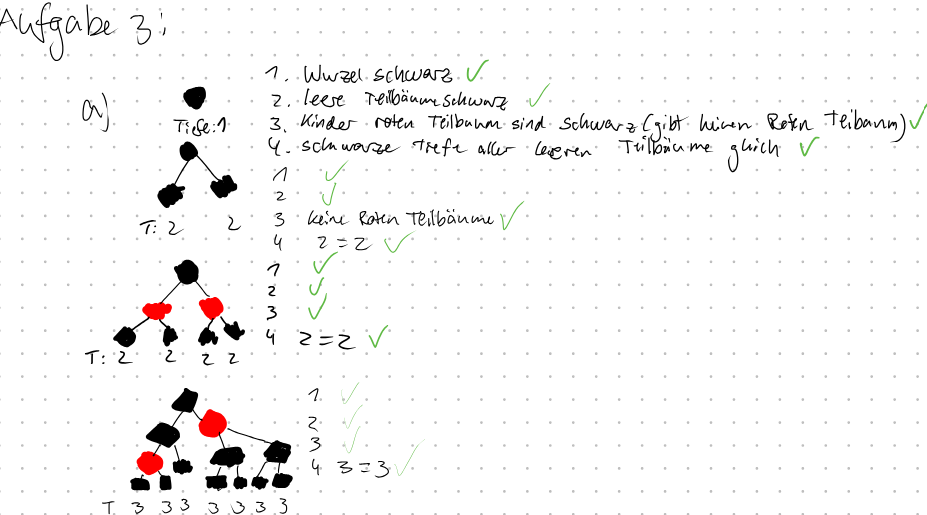 Aufgabe 3:
a)
1. Wurzel schwarz ✓
2. leere Teilbäume schwarz ✓
Tiefe: 1
3. Kinder roten Teilbaum sind schwarz (gibt keinen Roten Teibaum) ✓
4. schwarze Tiefe aller leeren Teilbäume gleich ✓
1 ✓
2 ✓
T: 2 2
3 keine Roten Teilbäume ✓
4 2 = 2 ✓
1 ✓
2 ✓
3 ✓
4 2 = 2 ✓
T: 2 2 2 2
1 ✓
2 ✓
3 ✓
4 3 = 3 ✓
T 3 3 3 3 3 3 3